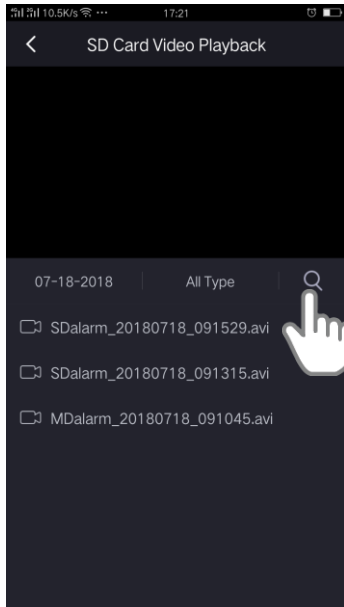 10.5K/s ... 17:21
SD Card Video Playback
07-18-2018 All Type
SDalarm_20180718_091529.avi
SDalarm_20180718_091315.avi
MDalarm_20180718_091045.avi